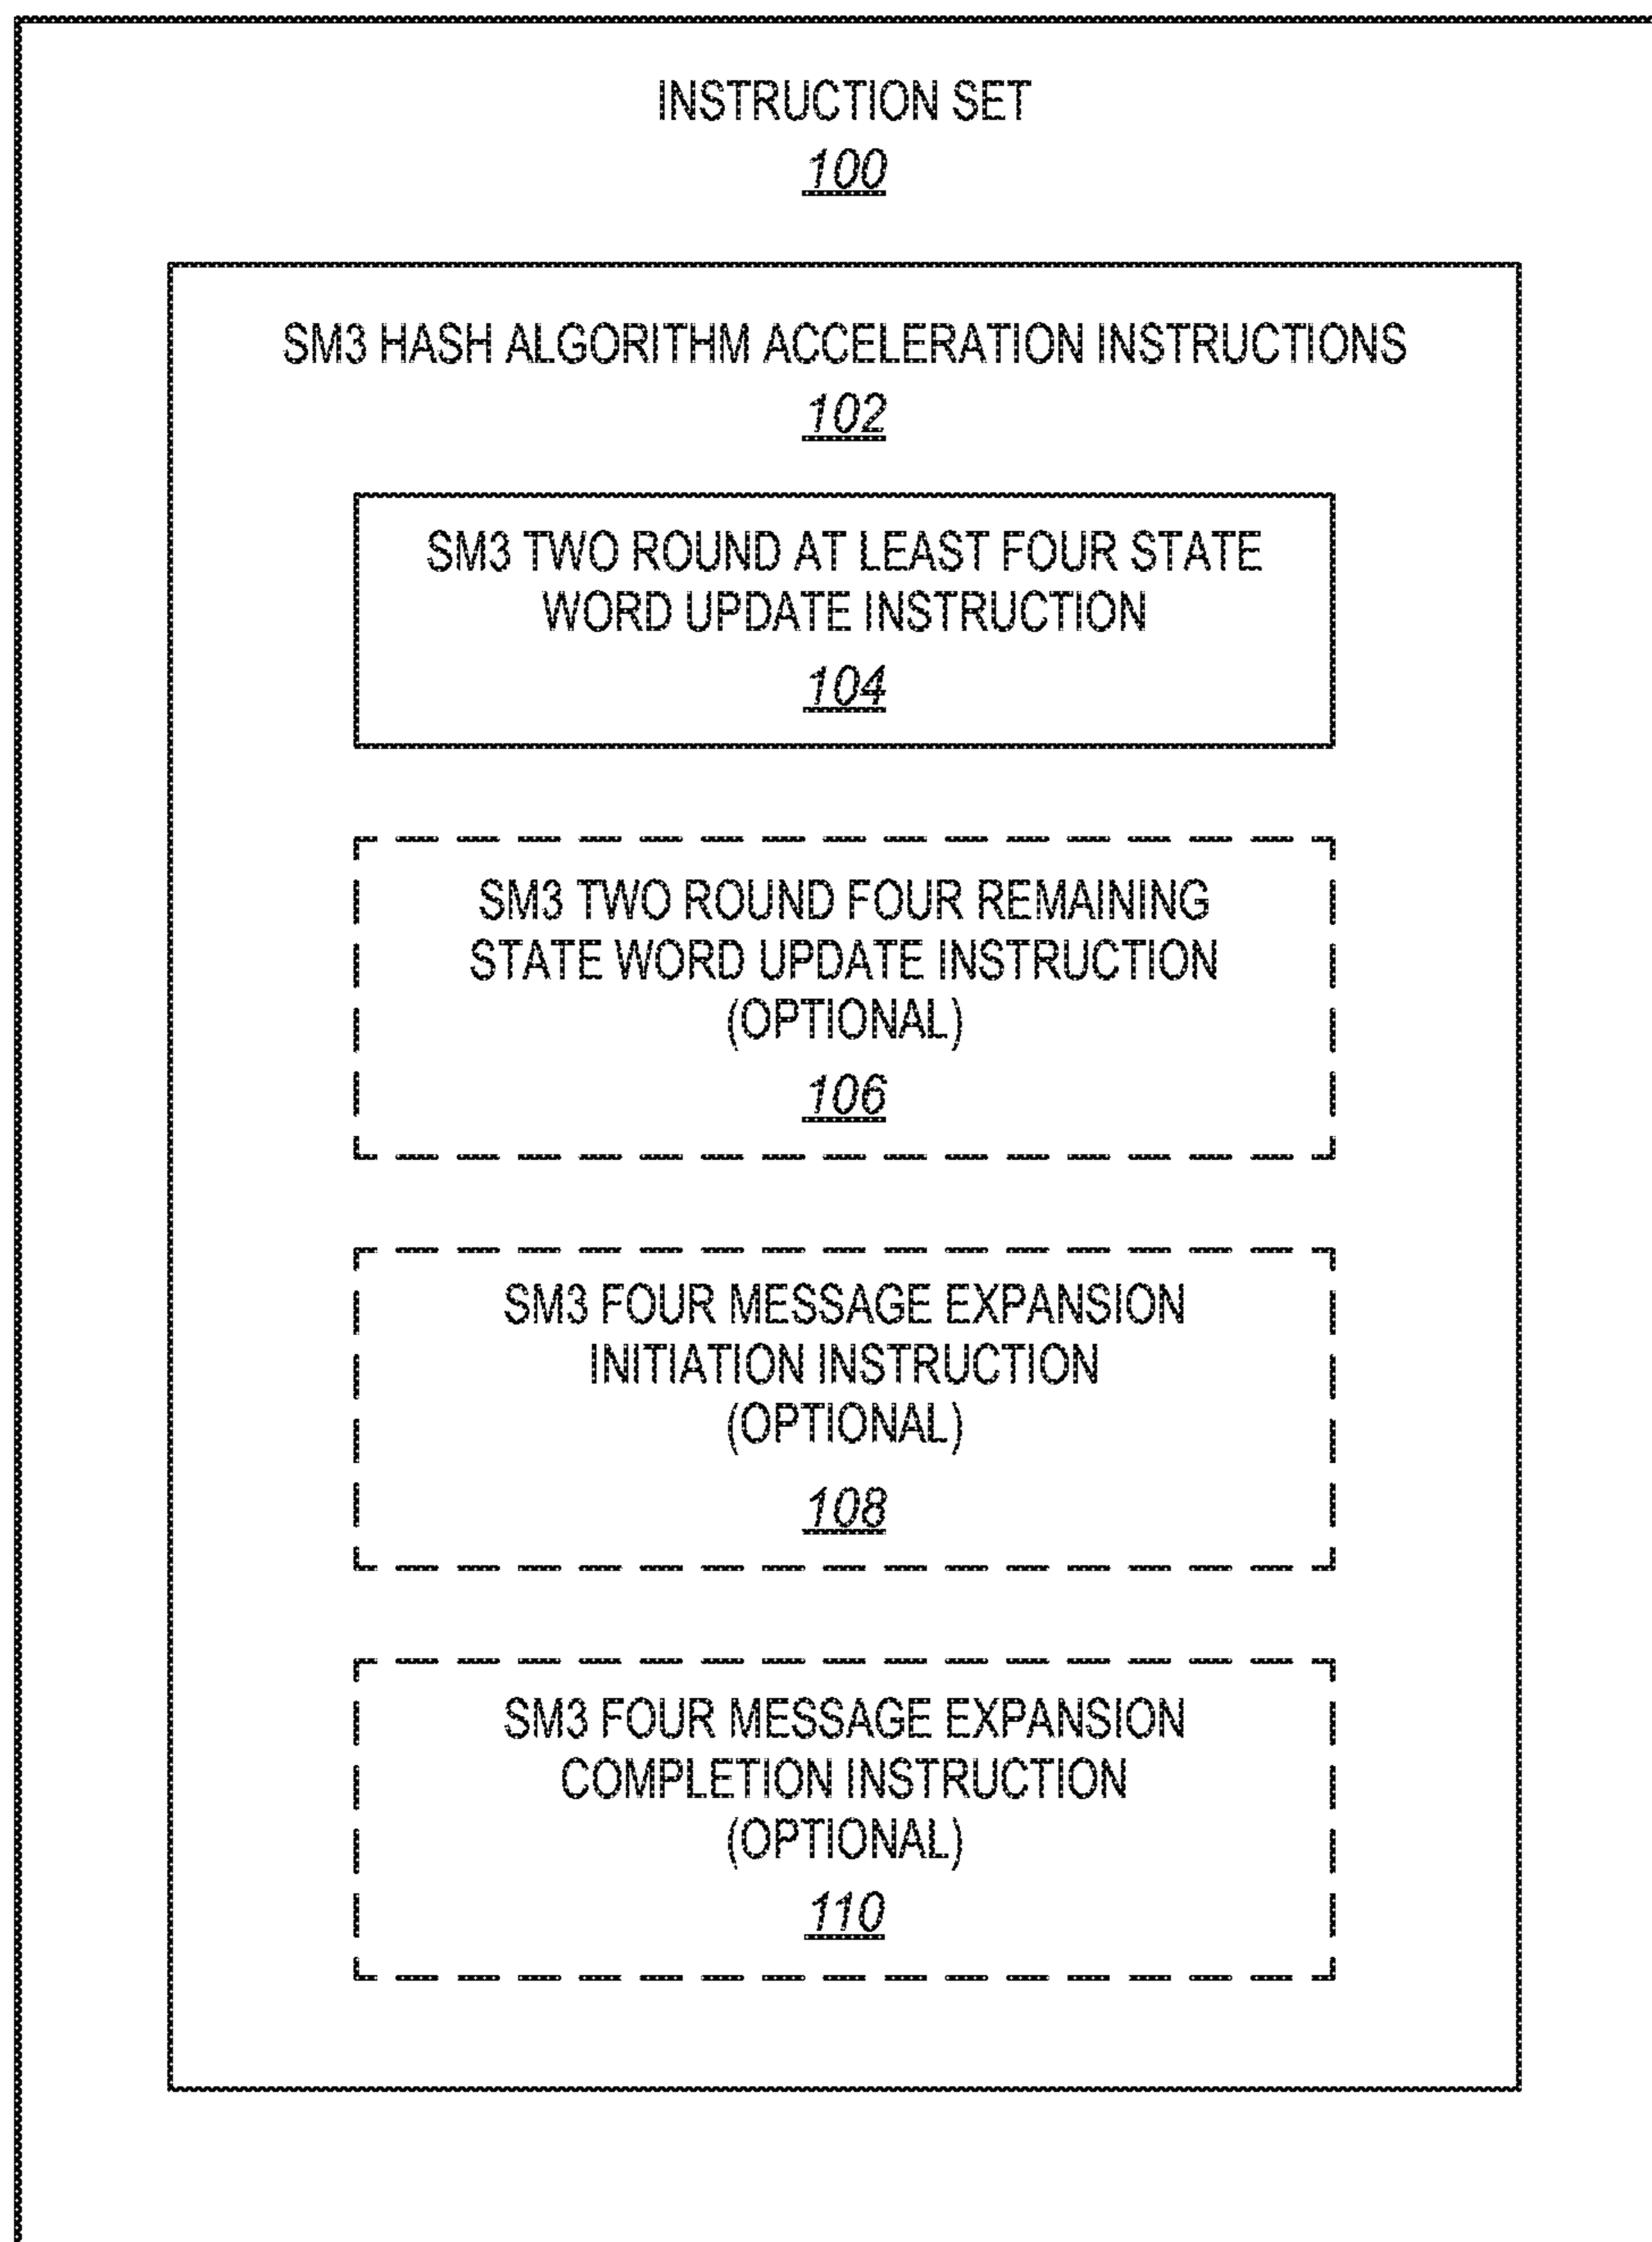 INSTRUCTION SET
100
SM3 HASH ALGORITHM ACCELERATION INSTRUCTIONS
102
SM3 TWO ROUND AT LEAST FOUR STATE
WORD UPDATE INSTRUCTION
104
SM3 TWO ROUND FOUR REMAINING
STATE WORD UPDATE INSTRUCTION
(OPTIONAL)
106
SM3 FOUR MESSAGE EXPANSION
INITIATION INSTRUCTION
(OPTIONAL)
108
SM3 FOUR MESSAGE EXPANSION
COMPLETION INSTRUCTION
(OPTIONAL)
110